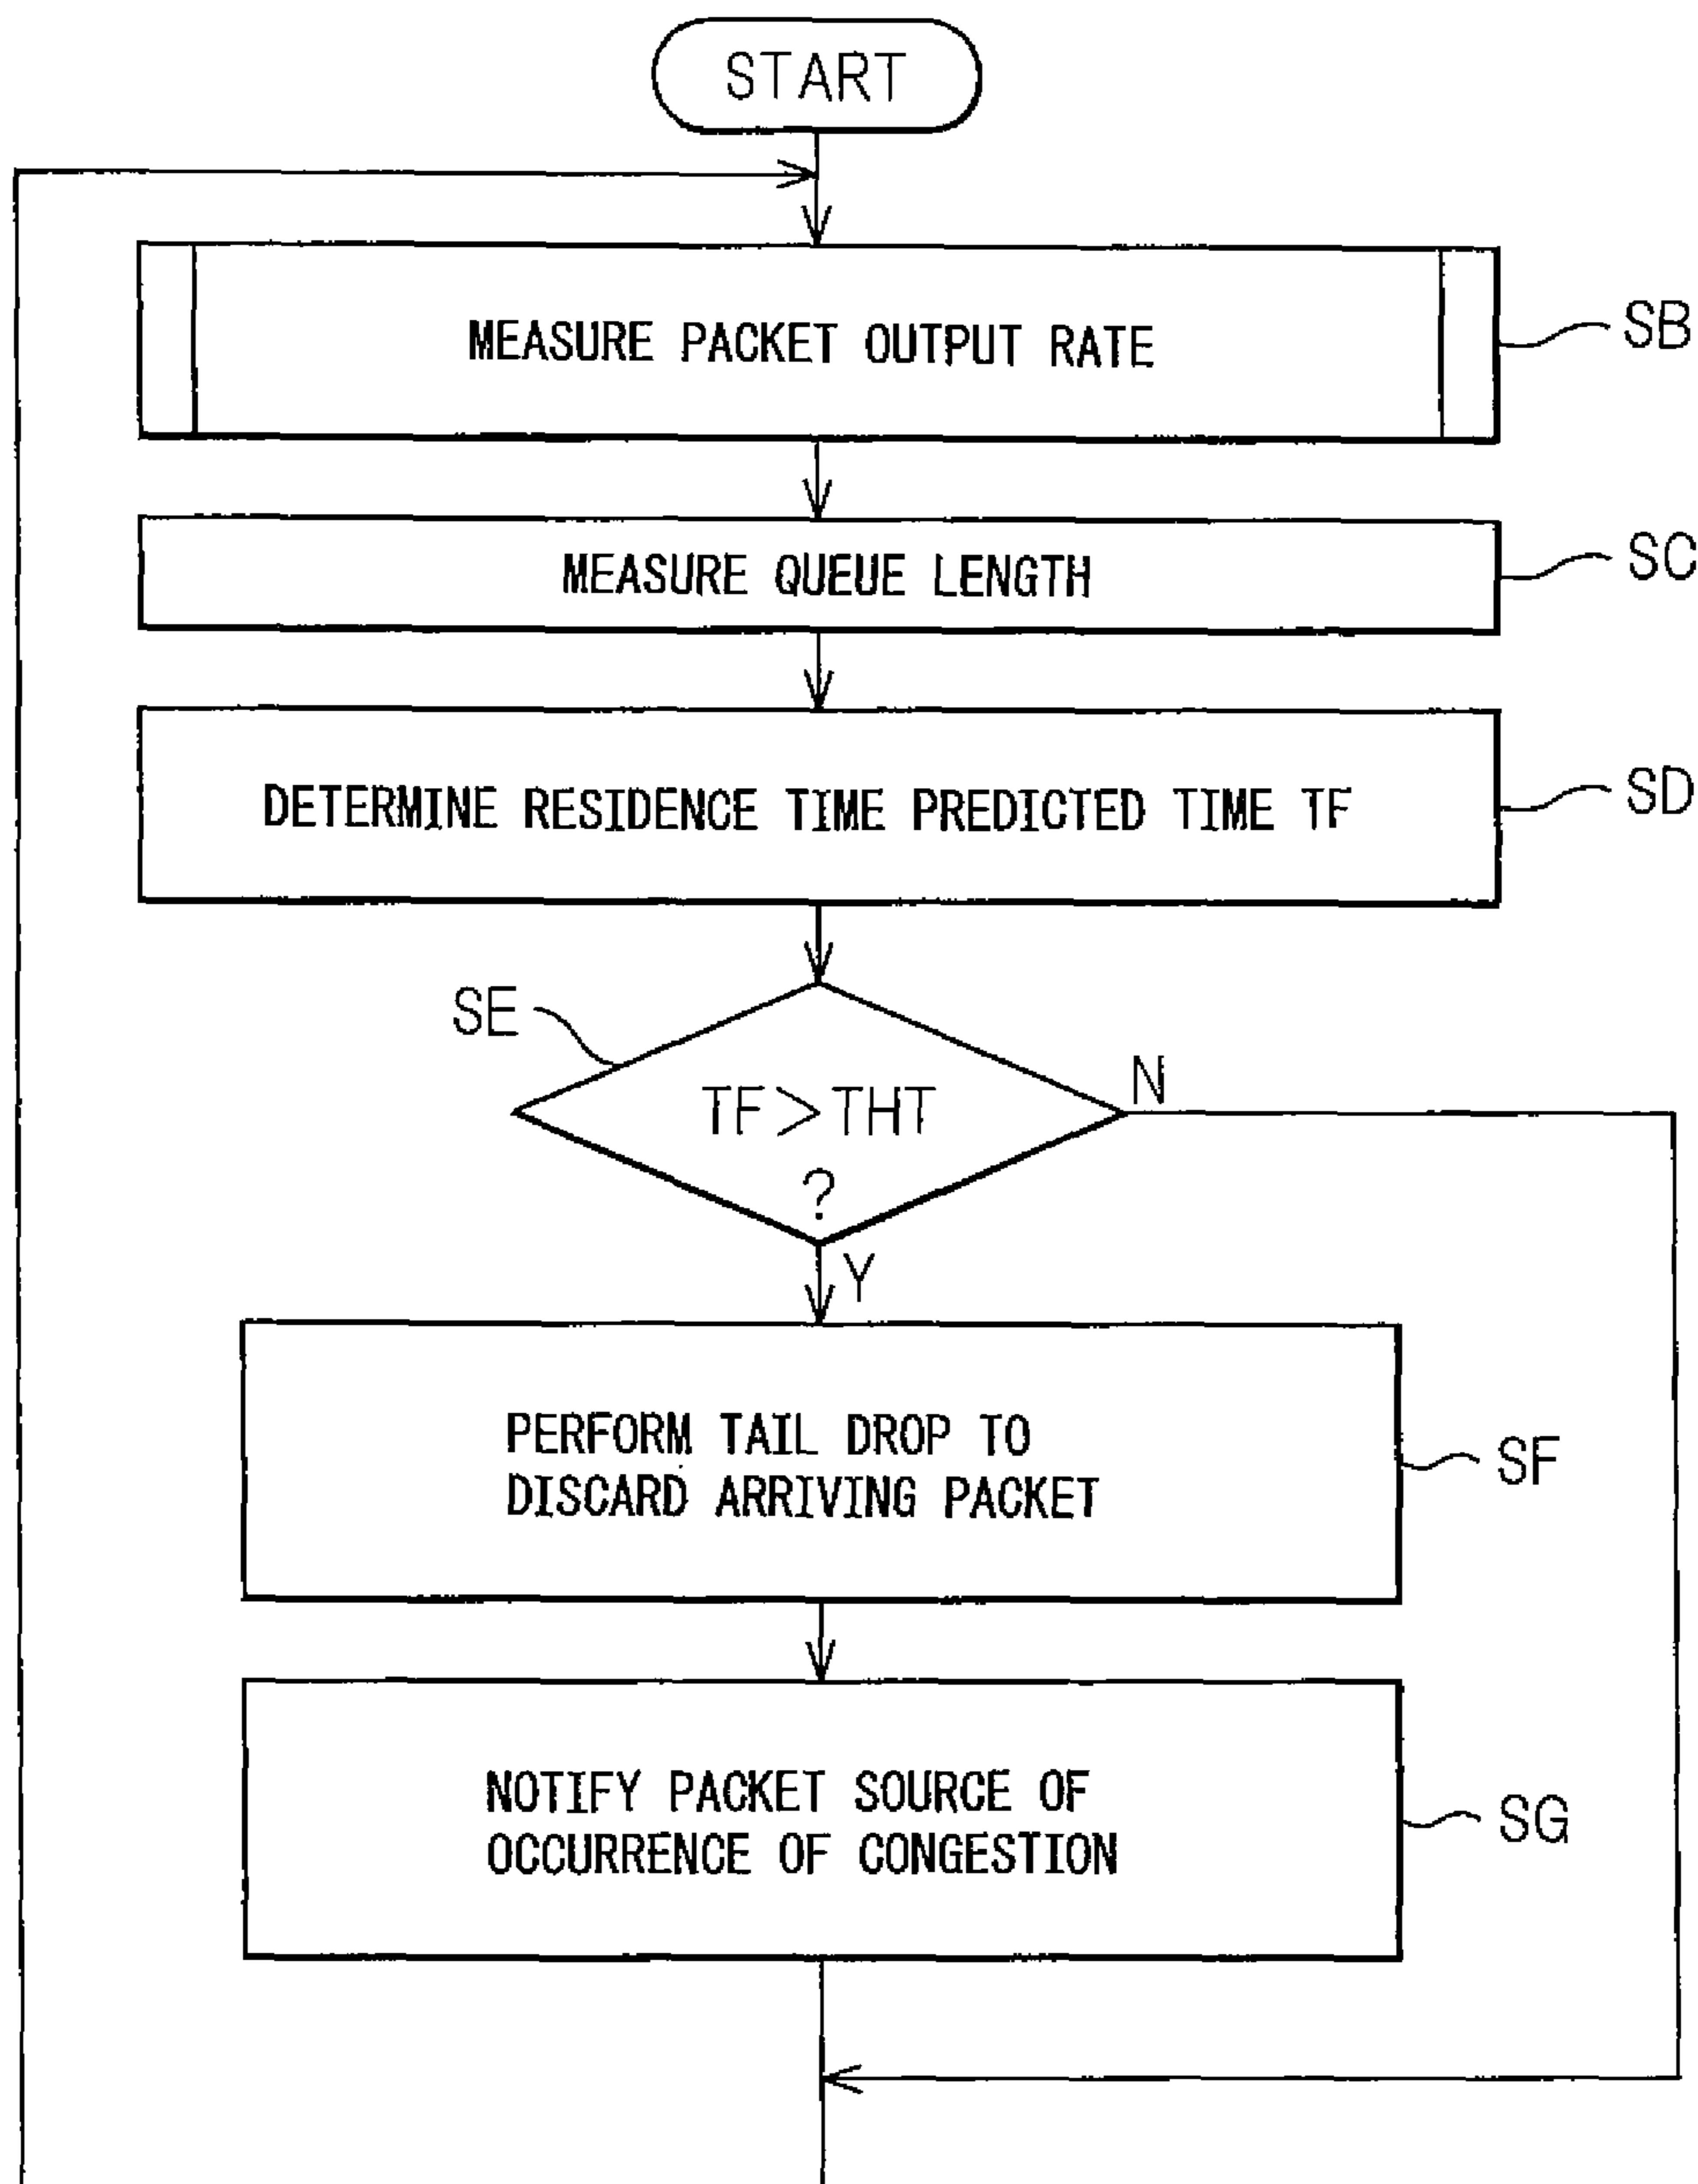 START
MEASURE PACKET OUTPUT RATE
SB
MEASURE QUEUE LENGTH
SC
DETERMINE RESIDENCE TIME PREDICTED TIME TF
SD
SE
TF>THT
?
N
Y
PERFORM TAIL DROP TO
DISCARD ARRIVING PACKET
SF
NOTIFY PACKET SOURCE OF
OCCURRENCE OF CONGESTION
SG